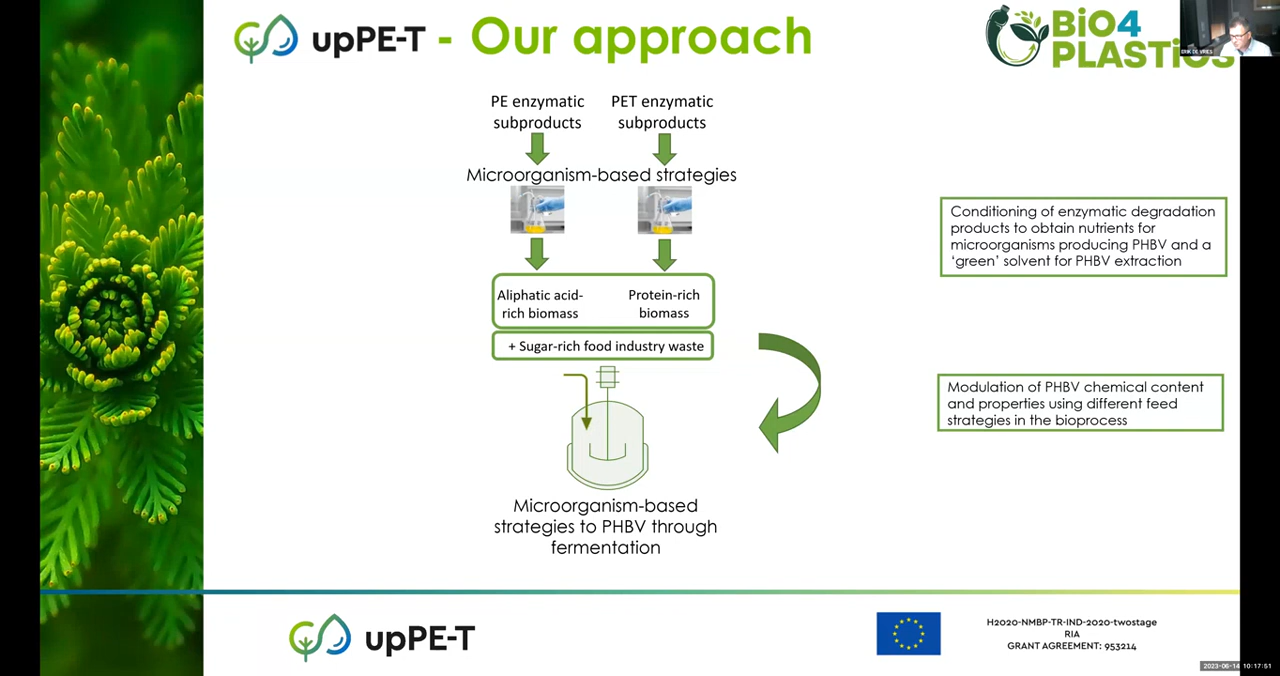 upPE-T - Our approach
BiO4
PLASTiCS
ERIK DE VRIES
PE enzymatic
subproducts
PET enzymatic
subproducts
Microorganism-based strategies
Aliphatic acid-
rich biomass
Protein-rich
biomass
+ Sugar-rich food industry waste
Microorganism-based
strategies to PHBV through
fermentation
Conditioning of enzymatic degradation
products to obtain nutrients for
microorganisms producing PHBV and a
‘green’ solvent for PHBV extraction
Modulation of PHBV chemical content
and properties using different feed
strategies in the bioprocess
upPE-T
H2020-NMBP-TR-IND-2020-twostage
RIA
GRANT AGREEMENT: 953214
2023-06-14 10:17:51